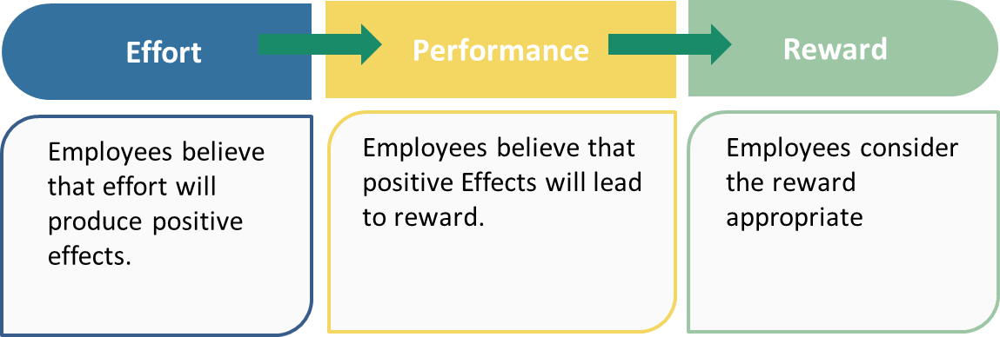 Effort
Performance
Reward
Employees believe
that effort will
produce positive
effects.
Employees believe that
positive Effects will lead
to reward.
Employees consider
the reward
appropriate